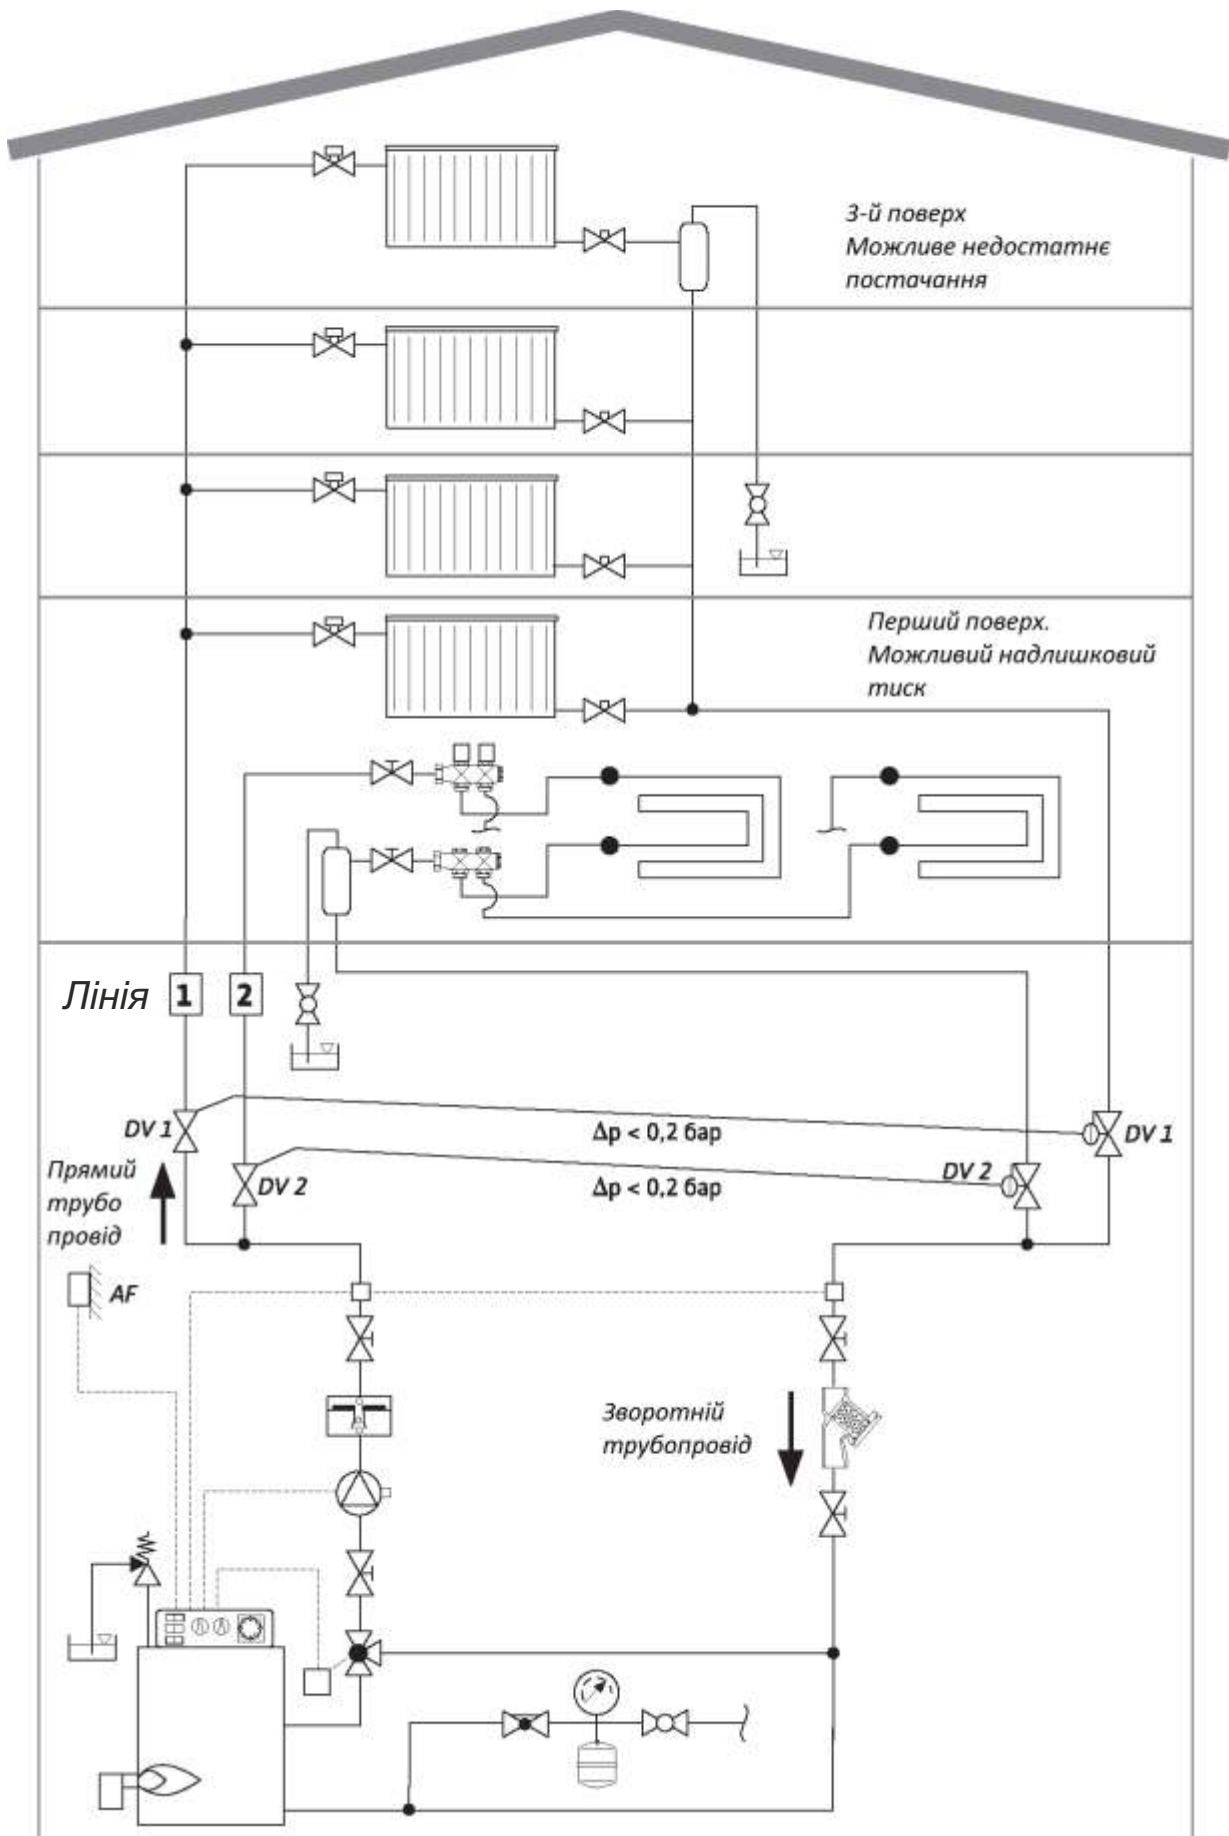 3-й поверх
Можливе недостатнє
постачання
Перший поверх.
Можливий надлишковий
тиск
Лінія 1 2
DV 1
Δp < 0,2 бар
DV 1
Прямий
трубо
провід
DV 2
Δp < 0,2 бар
DV 2
AF
Зворотній
трубопровід